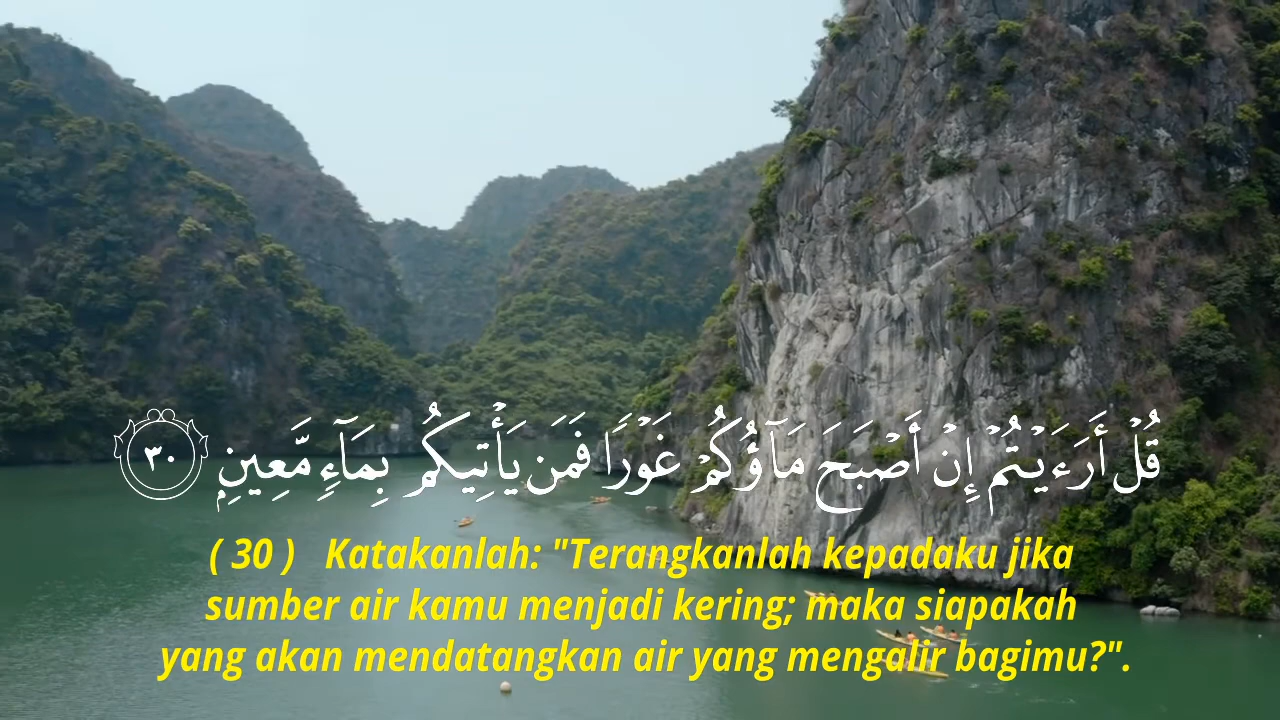 قُلْ أَرَءَيْتُمْ إِنْ أَصْبَحَ مَآؤُكُمْ غَوْرًا فَمَن يَأْتِيكُم بِمَآءٍ مَّعِينٍۭ ٣٠
( 30 ) Katakanlah: "Terangkanlah kepadaku jika
sumber air kamu menjadi kering; maka siapakah
yang akan mendatangkan air yang mengalir bagimu?".